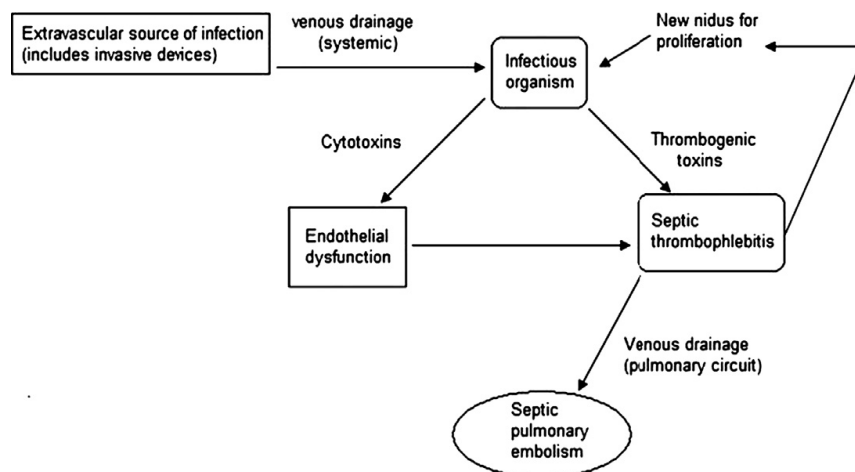 Extravascular source of infection
(includes invasive devices)
venous drainage
(systemic)
Infectious
organism
New nidus for
proliferation
Cytotoxins
Thrombogenic
toxins
Endothelial
dysfunction
Septic
thrombophlebitis
Venous drainage
(pulmonary circuit)
Septic
pulmonary
embolism